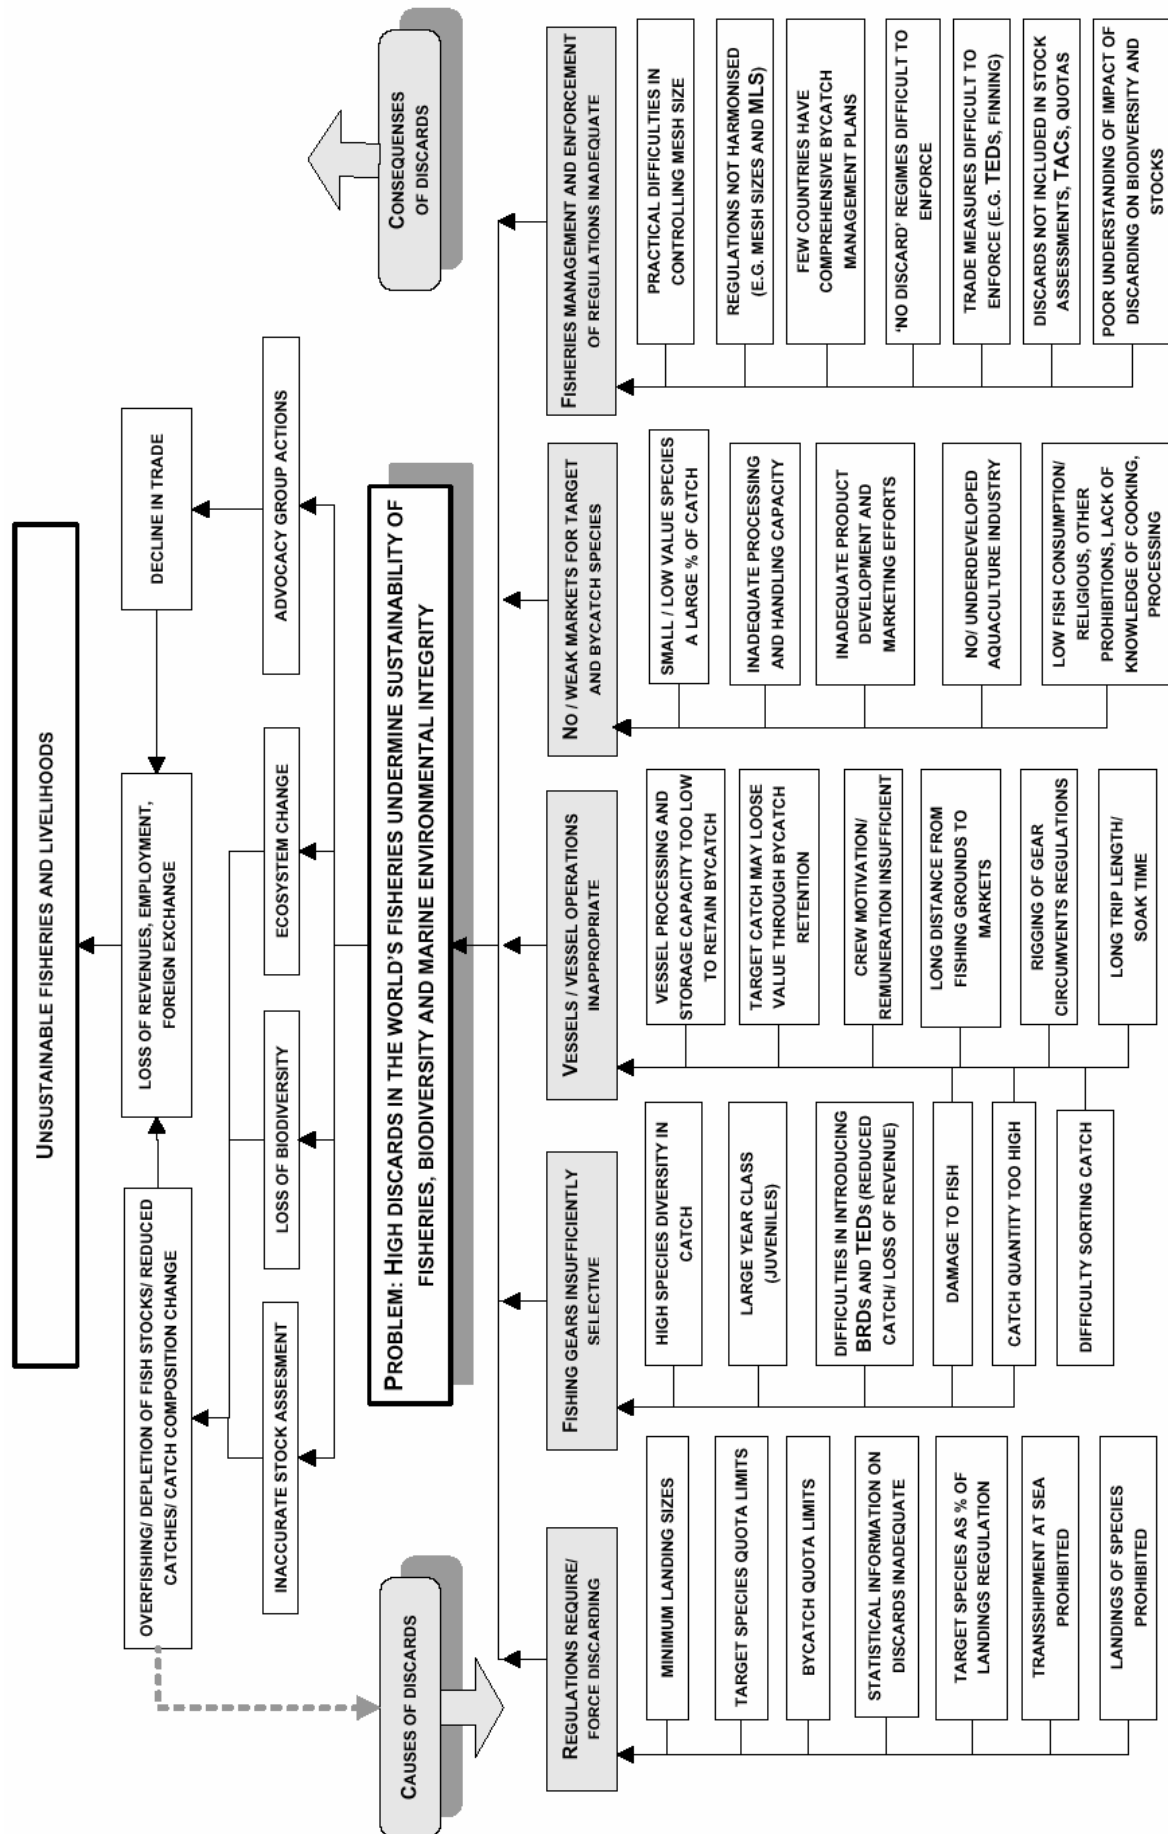 UNSUSTAINABLE FISHERIES AND LIVELIHOODS
OVERFISHING/ DEPLETION OF FISH STOCKS/ REDUCED
CATCHES/ CATCH COMPOSITION CHANGE
LOSS OF REVENUES, EMPLOYMENT,
FOREIGN EXCHANGE
DECLINE IN TRADE
INACCURATE STOCK ASSESMENT
LOSS OF BIODIVERSITY
ECOSYSTEM CHANGE
ADVOCACY GROUP ACTIONS
CAUSES OF DISCARDS
PROBLEM: HIGH DISCARDS IN THE WORLD'S FISHERIES UNDERMINE SUSTAINABILITY OF
FISHERIES, BIODIVERSITY AND MARINE ENVIRONMENTAL INTEGRITY
CONSEQUENSES
OF DISCARDS
REGULATIONS REQUIRE/
FORCE DISCARDING
MINIMUM LANDING SIZES
TARGET SPECIES QUOTA LIMITS
BYCATCH QUOTA LIMITS
STATISTICAL INFORMATION ON
DISCARDS INADEQUATE
TARGET SPECIES AS % OF
LANDINGS REGULATION
TRANSSHIPMENT AT SEA
PROHIBITED
LANDINGS OF SPECIES
PROHIBITED
FISHING GEARS INSUFFICIENTLY
SELECTIVE
HIGH SPECIES DIVERSITY IN
CATCH
LARGE YEAR CLASS
(JUVENILES)
DIFFICULTIES IN INTRODUCING
BRDS AND TEDS (REDUCED
CATCH/ LOSS OF REVENUE)
DAMAGE TO FISH
CATCH QUANTITY TOO HIGH
DIFFICULTY SORTING CATCH
VESSELS / VESSEL OPERATIONS
INAPPROPRIATE
VESSEL PROCESSING AND
STORAGE CAPACITY TOO LOW
TO RETAIN BYCATCH
TARGET CATCH MAY LOOSE
VALUE THROUGH BYCATCH
RETENTION
CREW MOTIVATION/
REMUNERATION INSUFFICIENT
LONG DISTANCE FROM
FISHING GROUNDS TO
MARKETS
RIGGING OF GEAR
CIRCUMVENTS REGULATIONS
LONG TRIP LENGTH/
SOAK TIME
NO / WEAK MARKETS FOR TARGET
AND BYCATCH SPECIES
SMALL / LOW VALUE SPECIES
A LARGE % OF CATCH
INADEQUATE PROCESSING
AND HANDLING CAPACITY
INADEQUATE PRODUCT
DEVELOPMENT AND
MARKETING EFFORTS
NO/ UNDERDEVELOPED
AQUACULTURE INDUSTRY
LOW FISH CONSUMPTION/
RELIGIOUS, OTHER
PROHIBITIONS, LACK OF
KNOWLEDGE OF COOKING,
PROCESSING
FISHERIES MANAGEMENT AND ENFORCEMENT
OF REGULATIONS INADEQUATE
PRACTICAL DIFFICULTIES IN
CONTROLLING MESH SIZE
REGULATIONS NOT HARMONISED
(E.G. MESH SIZES AND MLS)
FEW COUNTRIES HAVE
COMPREHENSIVE BYCATCH
MANAGEMENT PLANS
'NO DISCARD' REGIMES DIFFICULT TO
ENFORCE
TRADE MEASURES DIFFICULT TO
ENFORCE (E.G. TEDS, FINNING)
DISCARDS NOT INCLUDED IN STOCK
ASSESSMENTS, TACS, QUOTAS
POOR UNDERSTANDING OF IMPACT OF
DISCARDING ON BIODIVERSITY AND
STOCKS